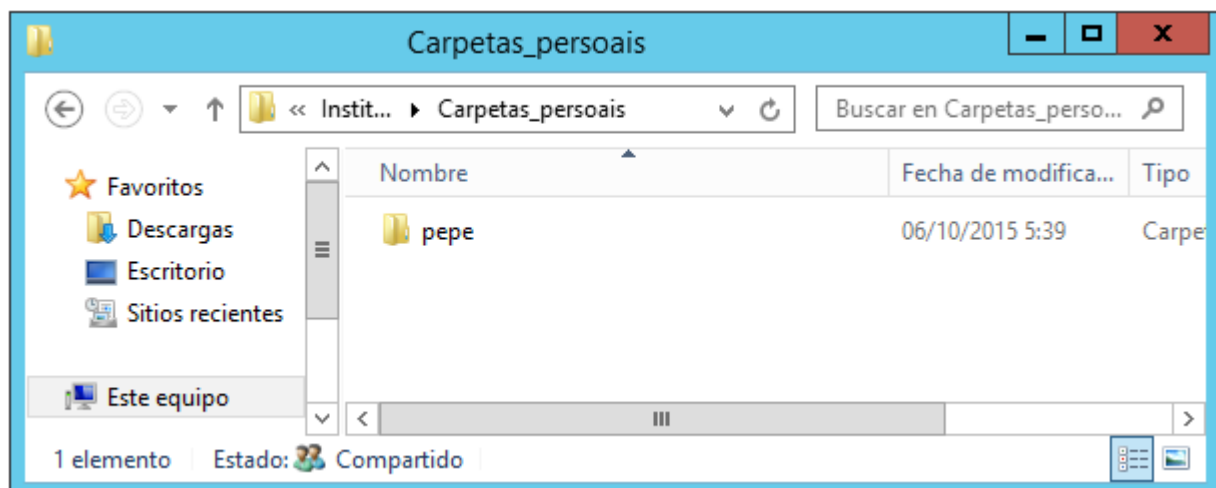 Carpetas_persoais
« Instit... Carpetas_persoais
Buscar en Carpetas_perso...
Favoritos
Descargas
Escritorio
Sitios recientes
Este equipo
Nombre Fecha de modifica... Tipo
pepe 06/10/2015 5:39 Carpe
1 elemento Estado: Compartido